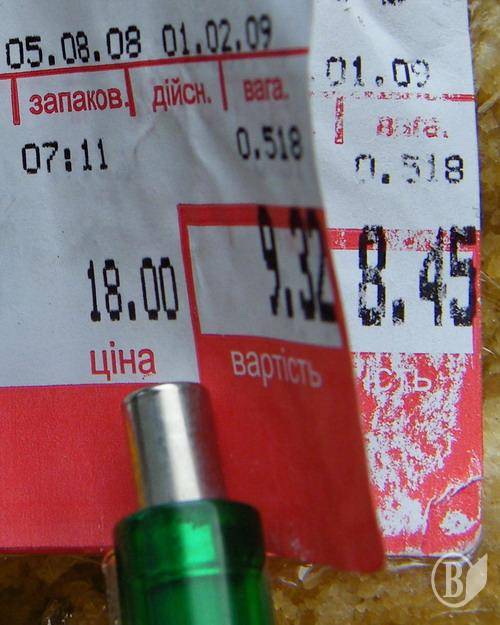 05.08.08 01.02.09
01.09
запаков. дійсн. вага.
вага.
07:11 0.518
0.518
18.00 9.32
8.45
ціна вартість
ість
В